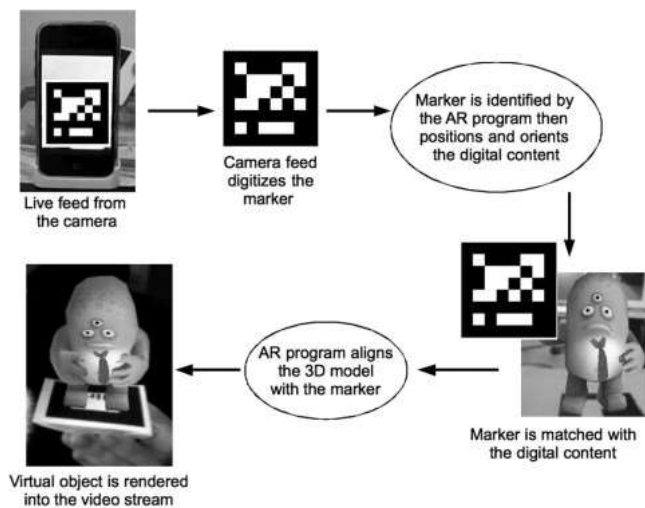 Live feed from
the camera
Camera feed
digitizes the
marker
Marker is identified by
the AR program then
positions and orients
the digital content
Marker is matched with
the digital content
AR program aligns
the 3D model
with the marker
Virtual object is rendered
into the video stream